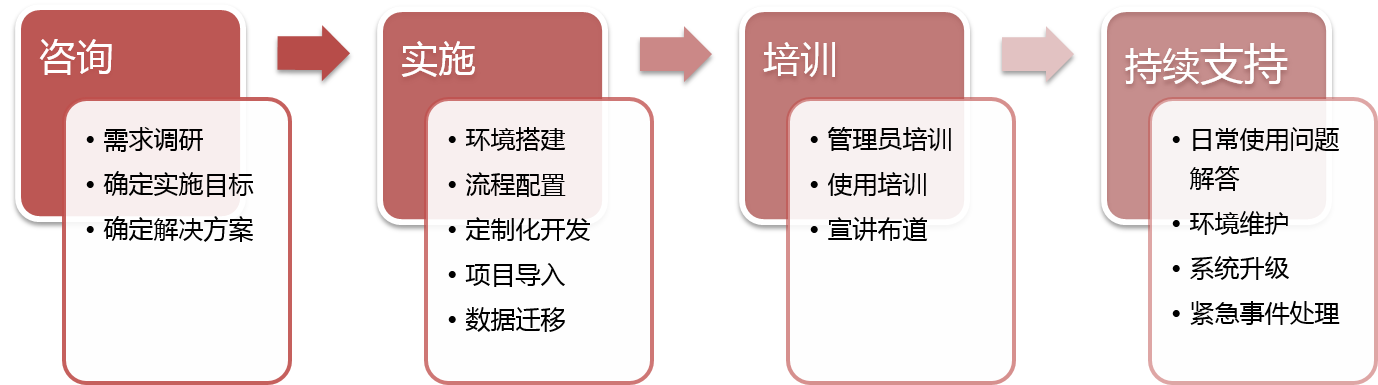 咨询
• 需求调研
• 确定实施目标
• 确定解决方案
实施
• 环境搭建
• 流程配置
• 定制化开发
• 项目导入
• 数据迁移
培训
• 管理员培训
• 使用培训
• 宣讲布道
持续支持
• 日常使用问题
解答
• 环境维护
• 系统升级
• 紧急事件处理